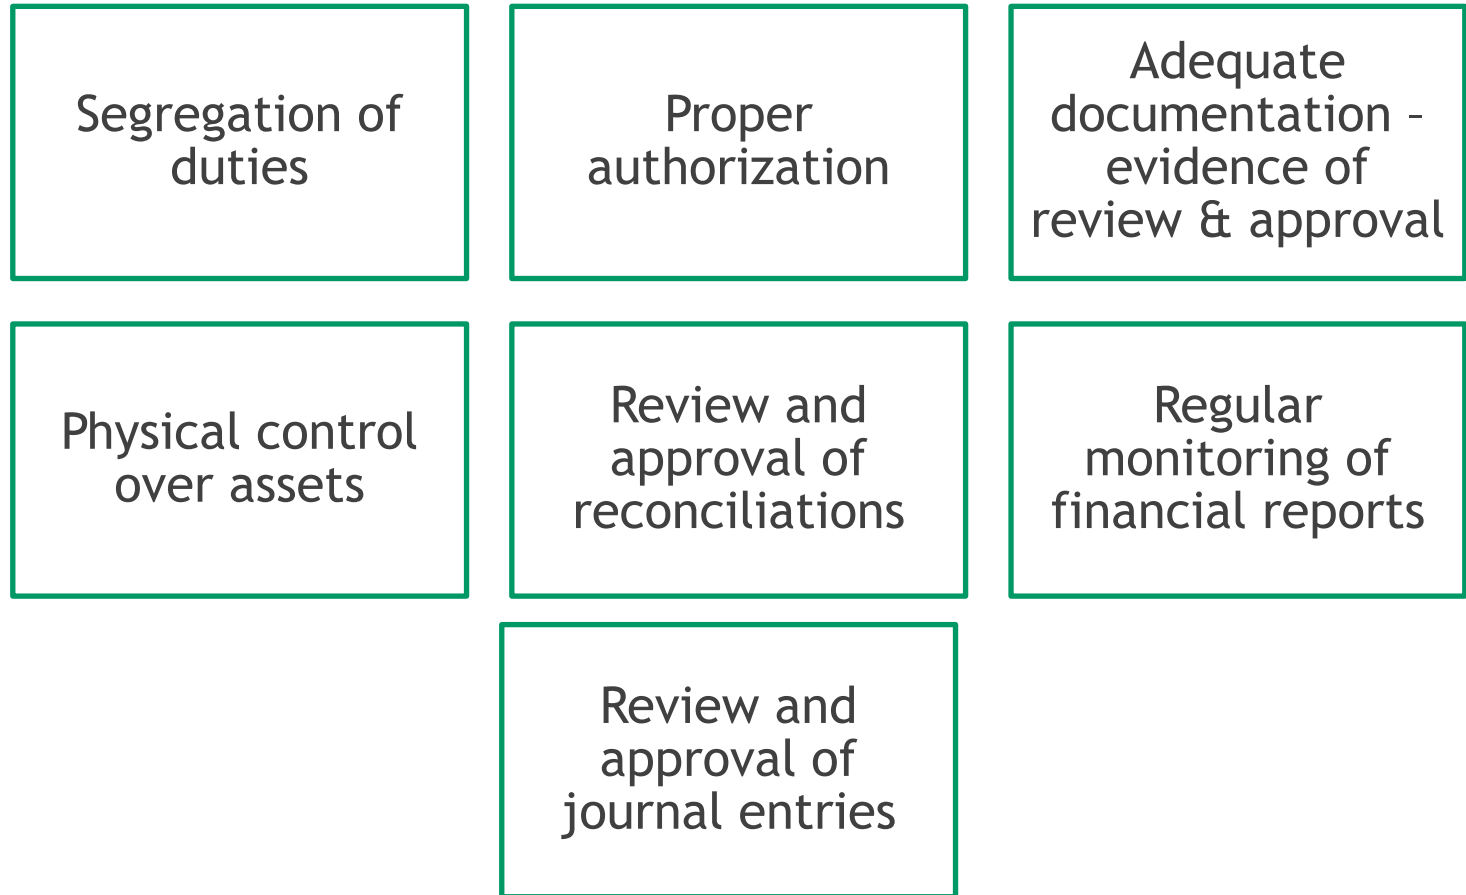 Segregation of
duties
Proper
authorization
Adequate
documentation –
evidence of
review & approval
Physical control
over assets
Review and
approval of
reconciliations
Regular
monitoring of
financial reports
Review and
approval of
journal entries